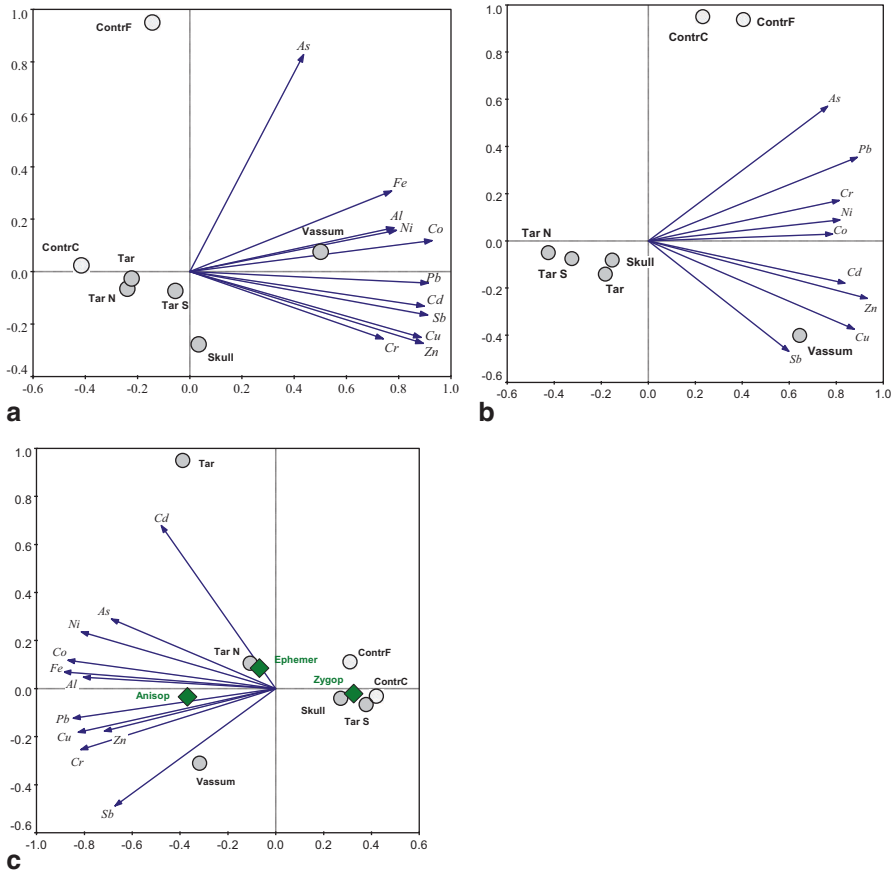 1.0
0.8
0.6
0.4
0.2
0.0
-0.2
-0.4
-0.6 -0.4 -0.2 0.0 0.2 0.4 0.6 0.8 1.0
ContrF
As
Fe
Al
Ni
Co
Vassum
ContrC
Tar
Tar N
Tar S
Skull
Pb
Cd
Sb
Cu
Cr
Zn
a
1.0
0.8
0.6
0.4
0.2
0.0
-0.2
-0.4
-0.6
-0.6 -0.4 -0.2 0.0 0.2 0.4 0.6 0.8 1.0
ContrC
ContrF
As
Pb
Cr
Ni
Co
Tar N
Tar S
Skull
Tar
Cd
Zn
Cu
Vassum
Sb
b
1.0
0.8
0.6
0.4
0.2
0.0
-0.2
-0.4
-0.6
-1.0 -0.8 -0.6 -0.4 -0.2 0.0 0.2 0.4 0.6
Tar
Cd
As
Ni
Tar N
Ephemer
ContrF
Co
Fe
Al
Zygop
ContrC
Anisop
Skull
Tar S
Pb
Cu
Zn
Cr
Vassum
Sb
c